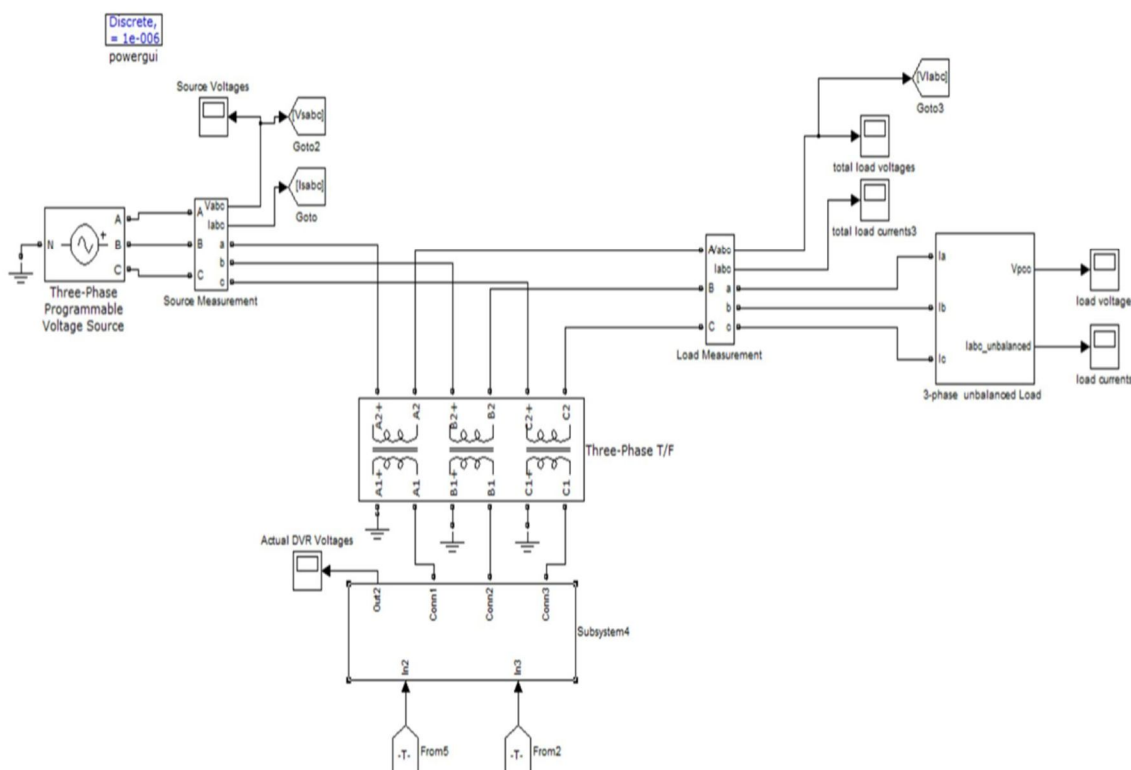 Discrete,
= 1e-006
powergui
Source Voltages
[Vsabc]
Goto2
[Isabc]
Goto
[Vlabc]
Goto3
total load voltages
total load currents3
N
A
B
C
+
Three-Phase
Programmable
Voltage Source
A
B
C
Vabc
Iabc
a
b
c
Source Measurement
A
B
C
Vabc
Iabc
a
b
c
Load Measurement
Ia
Ib
Ic
Vpcc
Iabc_unbalanced
3-phase unbalanced Load
load voltage
load currents
A2+
A2
B2+
B2
C2+
C2
A1+
A1
B1+
B1
C1+
C1
Three-Phase T/F
Actual DVR Voltages
Out2
Conn1
Conn2
Conn3
Subsystem4
In2
In3
-T-
From5
-T-
From2